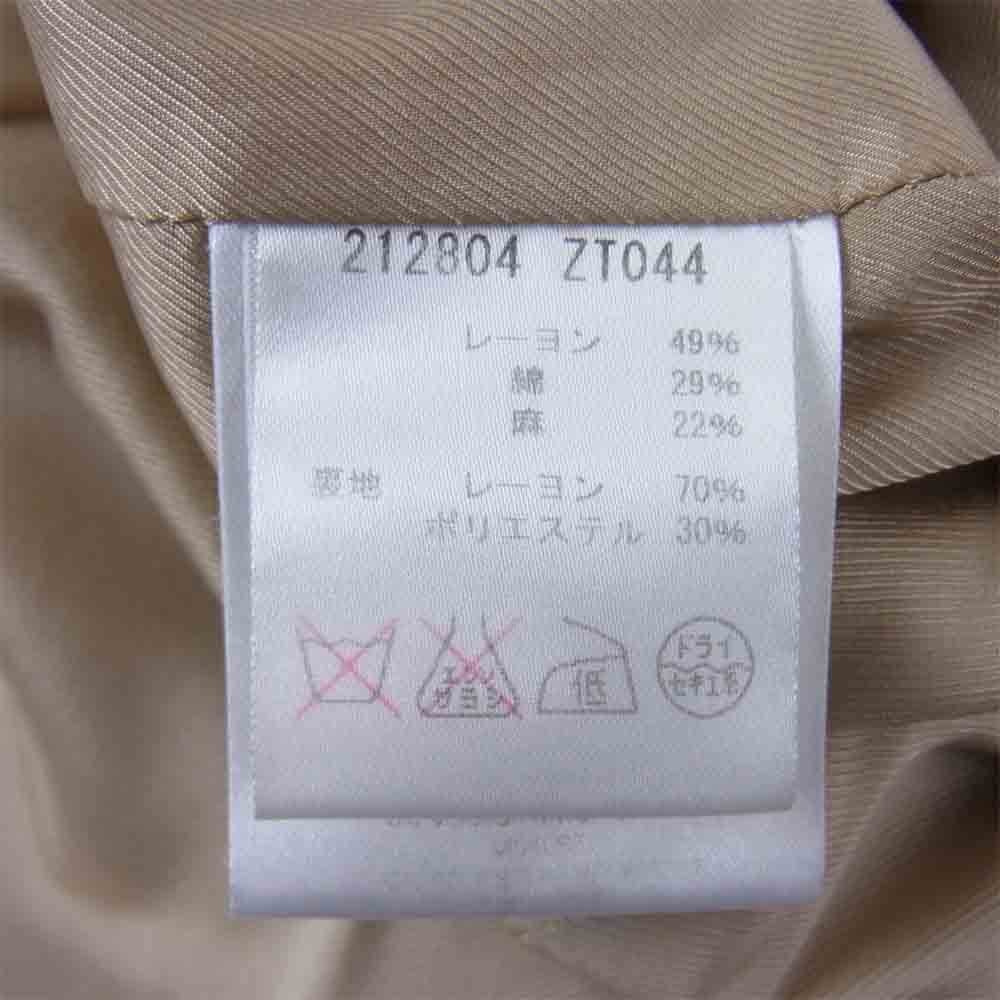 212804 ZT044
レーヨン 49%
綿 29%
麻 22%
裏地 レーヨン 70%
ポリエステル 30%
エンソ サラシ
低
ドライ
セキユ系